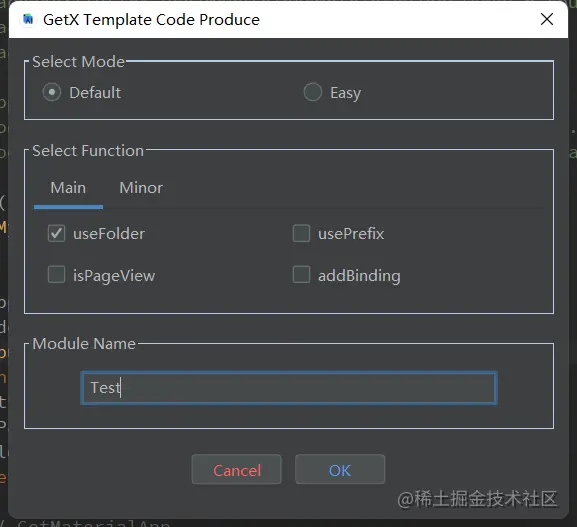 GetX Template Code Produce
Select Mode
Default
Easy
Select Function
Main
Minor
useFolder
usePrefix
isPageView
addBinding
Module Name
Test
Cancel
OK
@稀土掘金技术社区